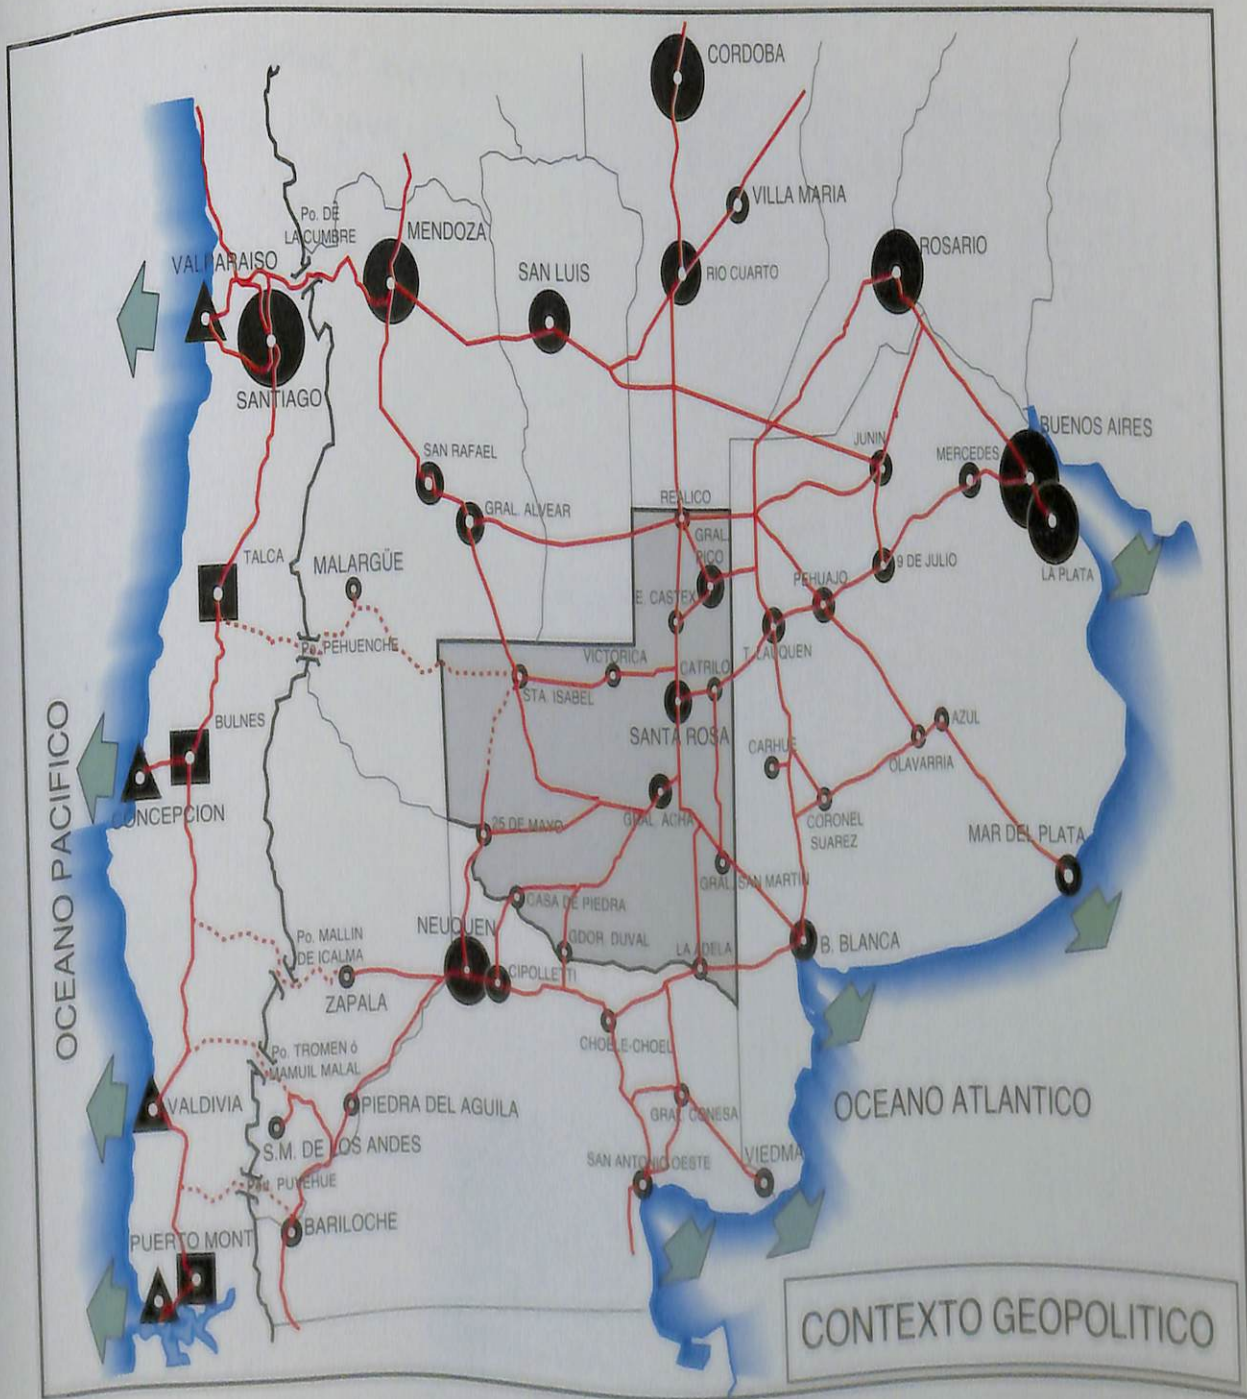 CORDOBA
VILLA MARIA
Po. DE
LA CUMBRE
MENDOZA
VALPARAISO
SAN LUIS
RIO CUARTO
ROSARIO
SANTIAGO
BUENOS AIRES
SAN RAFAEL
JUNIN
MERCEDES
GRAL. ALVEAR
REALICO
GRAL.
PICO
TALCA
MALARGÜE
9 DE JULIO
LA PLATA
PEHUAJO
E. CASTEX
Po. PEHUENCHE
VICTORICA
CATRILO
T. LAUQUEN
STA. ISABEL
BULNES
SANTA ROSA
AZUL
CARHUE
OLAVARRIA
CONCEPCION
25 DE MAYO
GRAL. ACHA
CORONEL
SUAREZ
MAR DEL PLATA
OCEANO PACIFICO
GRAL. SAN MARTIN
CASA DE PIEDRA
NEUQUEN
Po. MALLIN
DE ICALMA
GDOR. DUVAL
LA ADELA
B. BLANCA
ZAPALA
CIPOLLETTI
CHOELE-CHOEL
Po. TROMEN ó
MAMUIL MALAL
VALDIVIA
PIEDRA DEL AGUILA
GRAL. CONESA
OCEANO ATLANTICO
S.M. DE LOS ANDES
SAN ANTONIO OESTE
VIEDMA
PUYEHUE
BARILOCHE
PUERTO MONT
CONTEXTO GEOPOLITICO